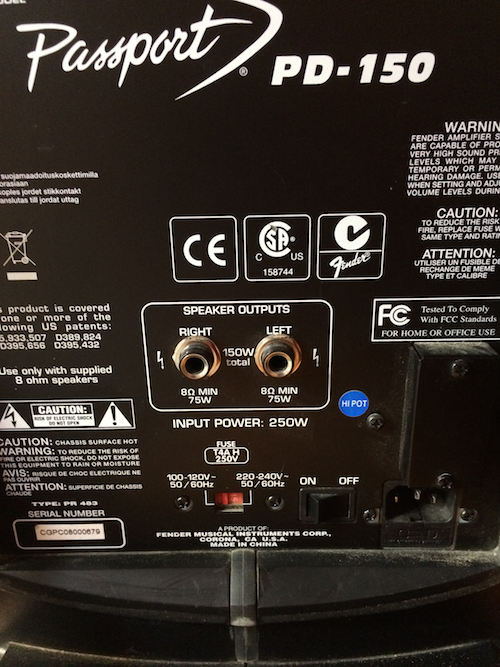 MODEL
Passport
®
PD-150
WARNIN
FENDER AMPLIFIER S
ARE CAPABLE OF PRO
VERY HIGH SOUND PR
LEVELS WHICH MAY
TEMPORARY OR PERM
HEARING DAMAGE. USE
WHEN SETTING AND ADJU
VOLUME LEVELS DURIN
suojamaadoituskoskettimilla
orasiaan
koples jordet stikkontakt
anslutas till jordat uttag
CAUTION:
TO REDUCE THE RISK
FIRE, REPLACE FUSE W
SAME TYPE AND RATIN
ATTENTION:
UTILISER UN FUSIBLE DE
RECHANGE DE MEME
TYPE ET CALIBRE
CE
SA
C US
158744
Fender
s product is covered
one or more of the
lowing US patents:
5,933,507 D389,824
D395,656 D395,432
Use only with supplied
8 ohm speakers
SPEAKER OUTPUTS
RIGHT LEFT
150W
total
8Ω MIN
75W
8Ω MIN
75W
FC
Tested To Comply
With FCC Standards
FOR HOME OR OFFICE USE
HI POT
CAUTION:
RISK OF ELECTRIC SHOCK
DO NOT OPEN
CAUTION: CHASSIS SURFACE HOT
WARNING: TO REDUCE THE RISK OF
FIRE OR ELECTRIC SHOCK, DO NOT EXPOSE
THIS EQUIPMENT TO RAIN OR MOISTURE
AVIS: RISQUE DE CHOC ELECTRIQUE NE
PAS OUVRIR
ATTENTION: SUPERFICIE DE CHASSIS
CHAUDE
TYPE: PR 483
SERIAL NUMBER
CGPC08000679
INPUT POWER: 250W
FUSE
T4A H
250V
100-120V~
50/60Hz
220-240V~
50/60Hz
ON OFF
A PRODUCT OF:
FENDER MUSICAL INSTRUMENTS CORP.,
CORONA, CA U.S.A.
MADE IN CHINA